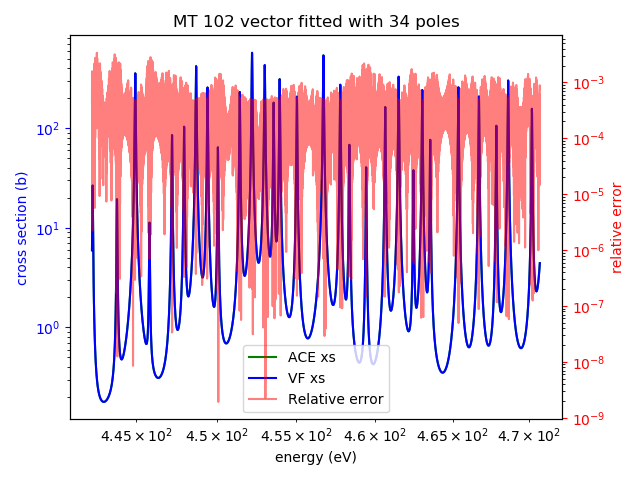 MT 102 vector fitted with 34 poles
cross section (b)
10²
10¹
10⁰
10⁻³
10⁻⁴
10⁻⁵
10⁻⁶
10⁻⁷
10⁻⁸
10⁻⁹
relative error
ACE xs
VF xs
Relative error
4.45 × 10² 4.5 × 10² 4.55 × 10² 4.6 × 10² 4.65 × 10² 4.7 × 10²
energy (eV)